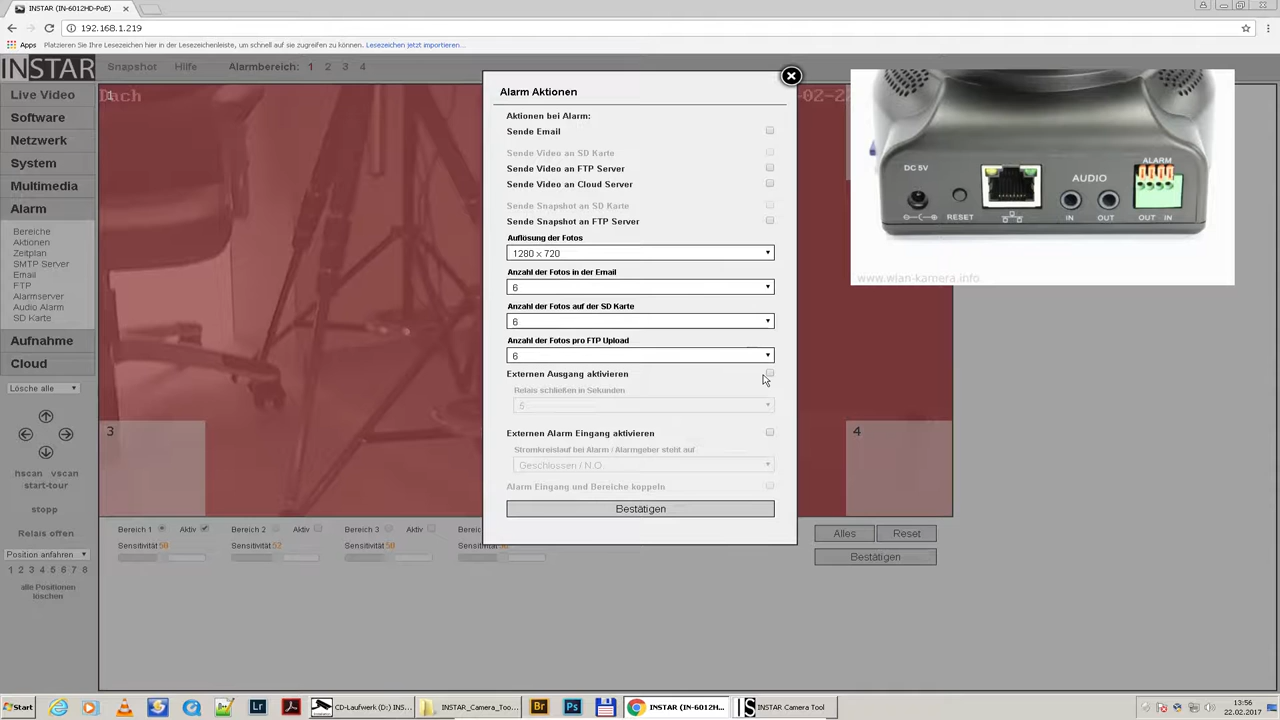 INSTAR (IN-6012HD-PoE)
192.168.1.219
Apps Platzieren Sie Ihre Lesezeichen hier in der Lesezeichenleiste, um schnell auf sie zugreifen zu können. Lesezeichen jetzt importieren...
INSTAR Snapshot Hilfe Alarmbereich: 1 2 3 4
Live Video
Software
Netzwerk
System
Multimedia
Alarm
Bereiche
Aktionen
Zeitplan
SMTP Server
Email
FTP
Alarmserver
Audio Alarm
SD Karte
Aufnahme
Cloud
Lösche alle
hscan vscan
start-tour
stopp
Relais offen
Position anfahren
1 2 3 4 5 6 7 8
alle Positionen
löschen
1
Dach
3
4
Alarm Aktionen
Aktionen bei Alarm:
Sende Email
Sende Video an SD Karte
Sende Video an FTP Server
Sende Video an Cloud Server
Sende Snapshot an SD Karte
Sende Snapshot an FTP Server
Auflösung der Fotos
1280 x 720
Anzahl der Fotos in der Email
6
Anzahl der Fotos auf der SD Karte
6
Anzahl der Fotos pro FTP Upload
6
Externen Ausgang aktivieren
Relais schließen in Sekunden
5
Externen Alarm Eingang aktivieren
Stromkreislauf bei Alarm / Alarmgeber steht auf
Geschlossen / N.O
Alarm Eingang und Bereiche koppeln
Bestätigen
DC 5V
RESET
AUDIO
IN OUT
ALARM
OUT IN
www.wlan-kamera.info
Bereich 1 Aktiv Bereich 2 Aktiv Bereich 3 Aktiv
Sensitivität 50 Sensitivität 52 Sensitivität 50
Alles Reset
Bestätigen
Start
Lr
CD-Laufwerk (D:) INS...
INSTAR_Camera_Too...
Br
Ps
INSTAR (IN-6012H...
INSTAR Camera Tool
13:56
22.02.2017